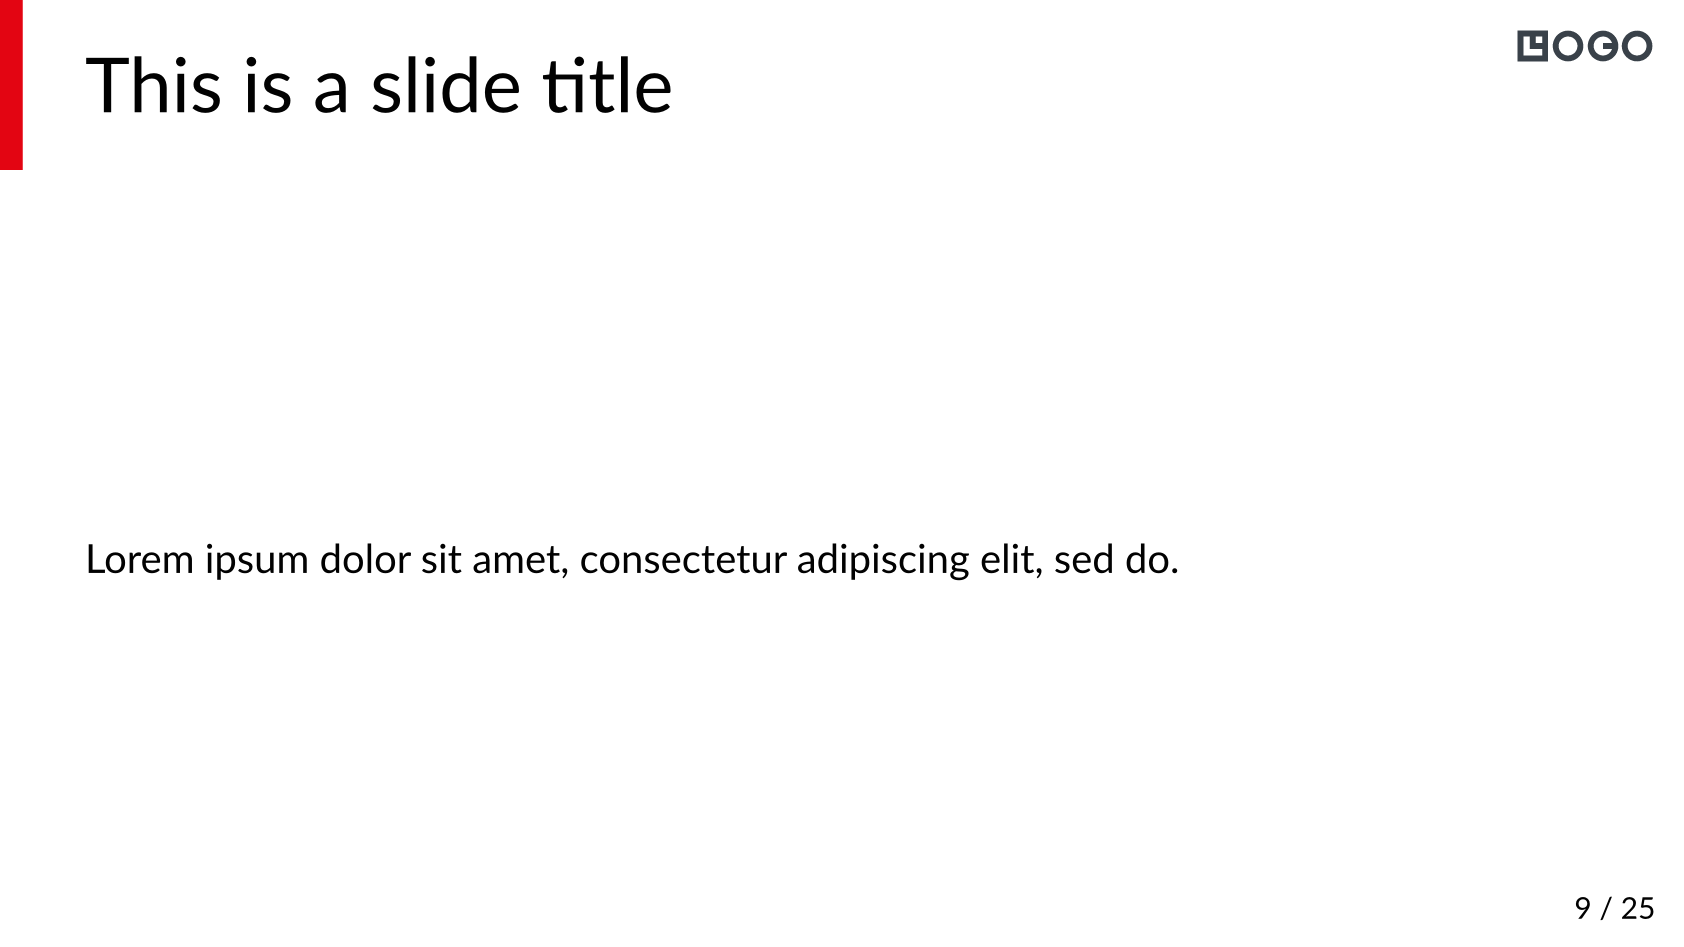 This is a slide title
LOGO
Lorem ipsum dolor sit amet, consectetur adipiscing elit, sed do.
9 / 25